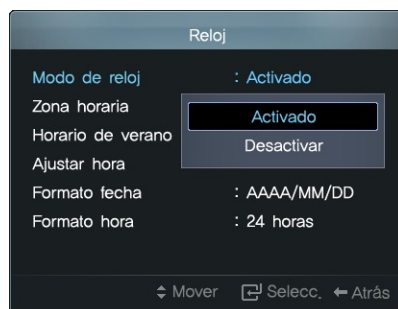 Reloj
Modo de reloj : Activado
Zona horaria
Activado
Horario de verano
Desactivar
Ajustar hora
Formato fecha : AAAA/MM/DD
Formato hora : 24 horas
Mover Selecc. Atrás